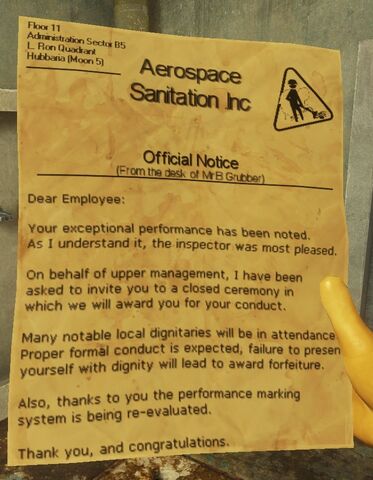 Floor 11
Administration Sector B5
L. Ron Quadrant
Hubbana (Moon 5)
Aerospace
Sanitation Inc
Official Notice
(From the desk of Mr B Grubber)
Dear Employee:
Your exceptional performance has been noted.
As I understand it, the inspector was most pleased.
On behalf of upper management, I have been
asked to invite you to a closed ceremony in
which we will award you for your conduct.
Many notable local dignitaries will be in attendance
Proper formal conduct is expected, failure to presen
yourself with dignity will lead to award forfeiture.
Also, thanks to you the performance marking
system is being re-evaluated.
Thank you, and congratulations.